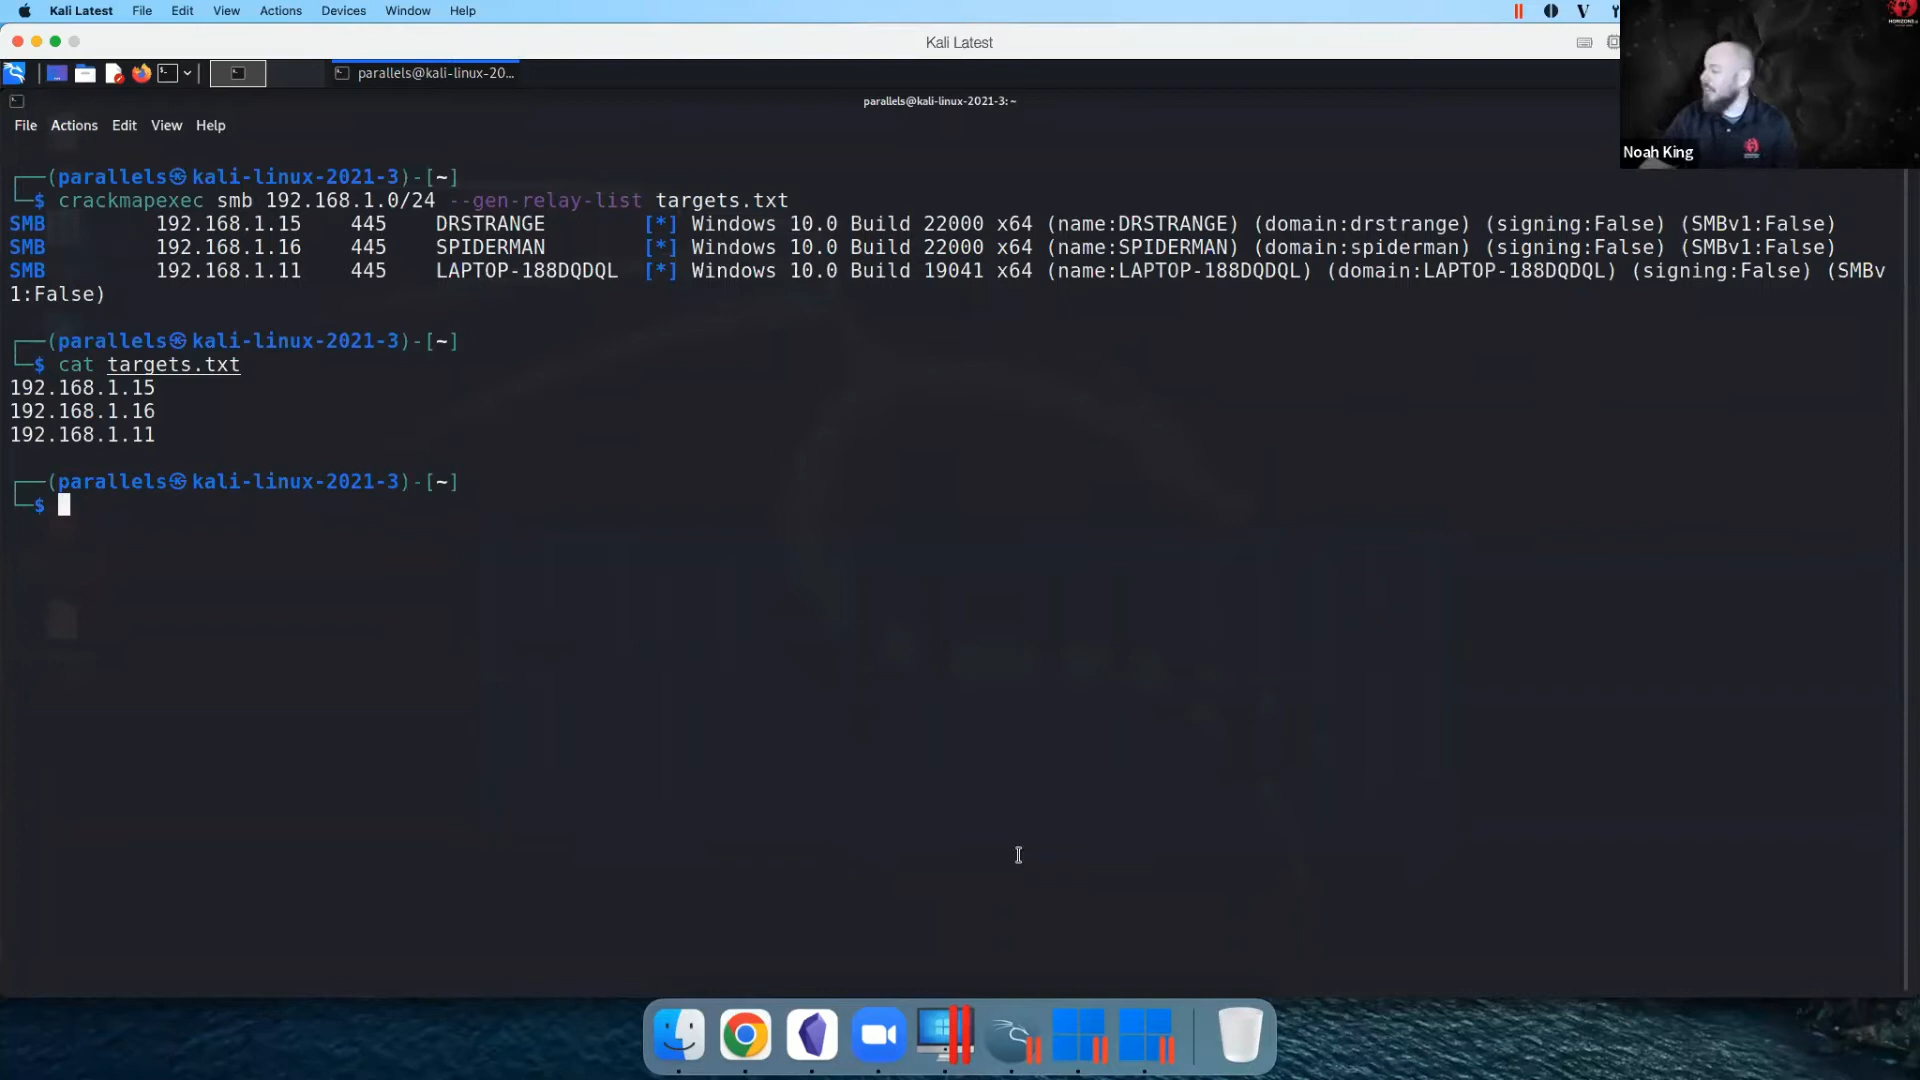 Kali Latest File Edit View Actions Devices Window Help
Kali Latest
parallels@kali-linux-20...
parallels@kali-linux-2021-3: ~
File Actions Edit View Help
Noah King
(parallels㉿kali-linux-2021-3)-[~]
$ crackmapexec smb 192.168.1.0/24 --gen-relay-list targets.txt
SMB 192.168.1.15 445 DRSTRANGE [*] Windows 10.0 Build 22000 x64 (name:DRSTRANGE) (domain:drstrange) (signing:False) (SMBv1:False)
SMB 192.168.1.16 445 SPIDERMAN [*] Windows 10.0 Build 22000 x64 (name:SPIDERMAN) (domain:spiderman) (signing:False) (SMBv1:False)
SMB 192.168.1.11 445 LAPTOP-188DQDQL [*] Windows 10.0 Build 19041 x64 (name:LAPTOP-188DQDQL) (domain:LAPTOP-188DQDQL) (signing:False) (SMBv
1:False)
(parallels㉿kali-linux-2021-3)-[~]
$ cat targets.txt
192.168.1.15
192.168.1.16
192.168.1.11
(parallels㉿kali-linux-2021-3)-[~]
$